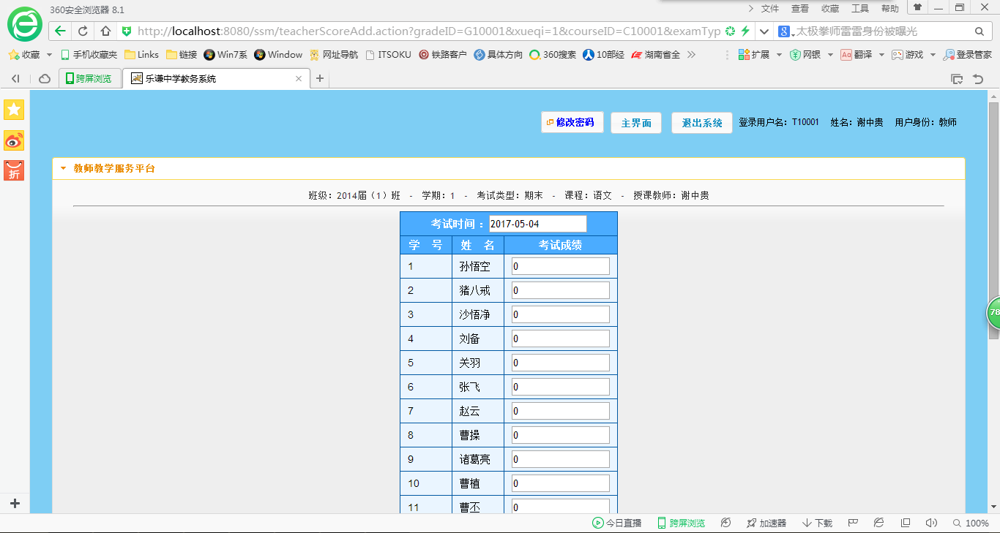 360安全浏览器 8.1
文件 查看 收藏 工具 帮助
http://localhost:8080/ssm/teacherScoreAdd.action?gradeID=G10001&xueqi=1&courseID=C10001&examTyp
太极拳师雷雷身份被曝光
收藏 手机收藏夹 Links 链接 Win7系 Window 网址导航 ITSOKU 铁路客户 具体方向 360搜索 10部经 湖南省全 扩展 网银 Aa 翻译 游戏 登录管家
跨屏浏览 乐谦中学教务系统
折
修改密码 主界面 退出系统 登录用户名：T10001 姓名：谢中贵 用户身份：教师
教师教学服务平台
班级：2014届（1）班 - 学期：1 - 考试类型：期末 - 课程：语文 - 授课教师：谢中贵
考试时间 ： 2017-05-04
学 号 姓 名 考试成绩
1 孙悟空 0
2 猪八戒 0
3 沙悟净 0
4 刘备 0
5 关羽 0
6 张飞 0
7 赵云 0
8 曹操 0
9 诸葛亮 0
10 曹植 0
11 曹丕 0
78
今日直播 跨屏浏览 加速器 下载 100%